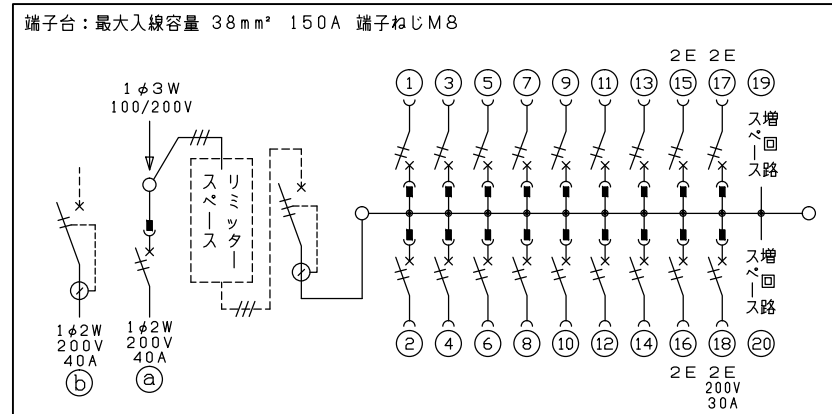 端子台：最大入線容量 38mm² 150A 端子ねじM8
2E 2E
① ③ ⑤ ⑦ ⑨ ⑪ ⑬ ⑮ ⑰ ⑲
1φ3W
100/200V
増回路
スペース
リミッター
スペース
増回路
スペース
1φ2W
200V
40A
ⓑ
1φ2W
200V
40A
ⓐ
② ④ ⑥ ⑧ ⑩ ⑫ ⑭ ⑯ ⑱ ⑳
2E 2E
200V
30A